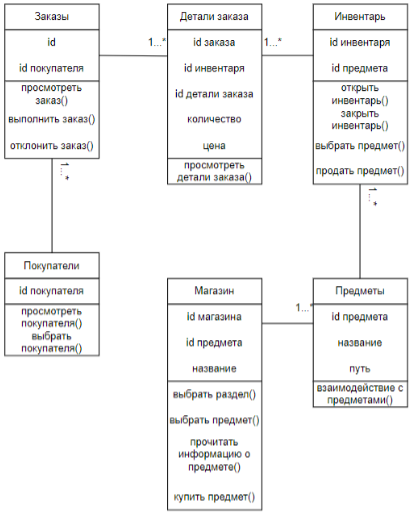 Заказы
id
id покупателя
просмотреть
заказ()
выполнить заказ()
отклонить заказ()
1...*
Детали заказа
id заказа
id инвентаря
id детали заказа
количество
цена
просмотреть
детали заказа()
1...*
Инвентарь
id инвентаря
id предмета
открыть
инвентарь()
закрыть
инвентарь()
выбрать предмет()
продать предмет()
1...*
1...*
Покупатели
id покупателя
просмотреть
покупателя()
выбрать
покупателя()
Магазин
id магазина
id предмета
название
выбрать раздел()
выбрать предмет()
прочитать
информацию о
предмете()
купить предмет()
1...*
Предметы
id предмета
название
путь
взаимодействие с
предметами()